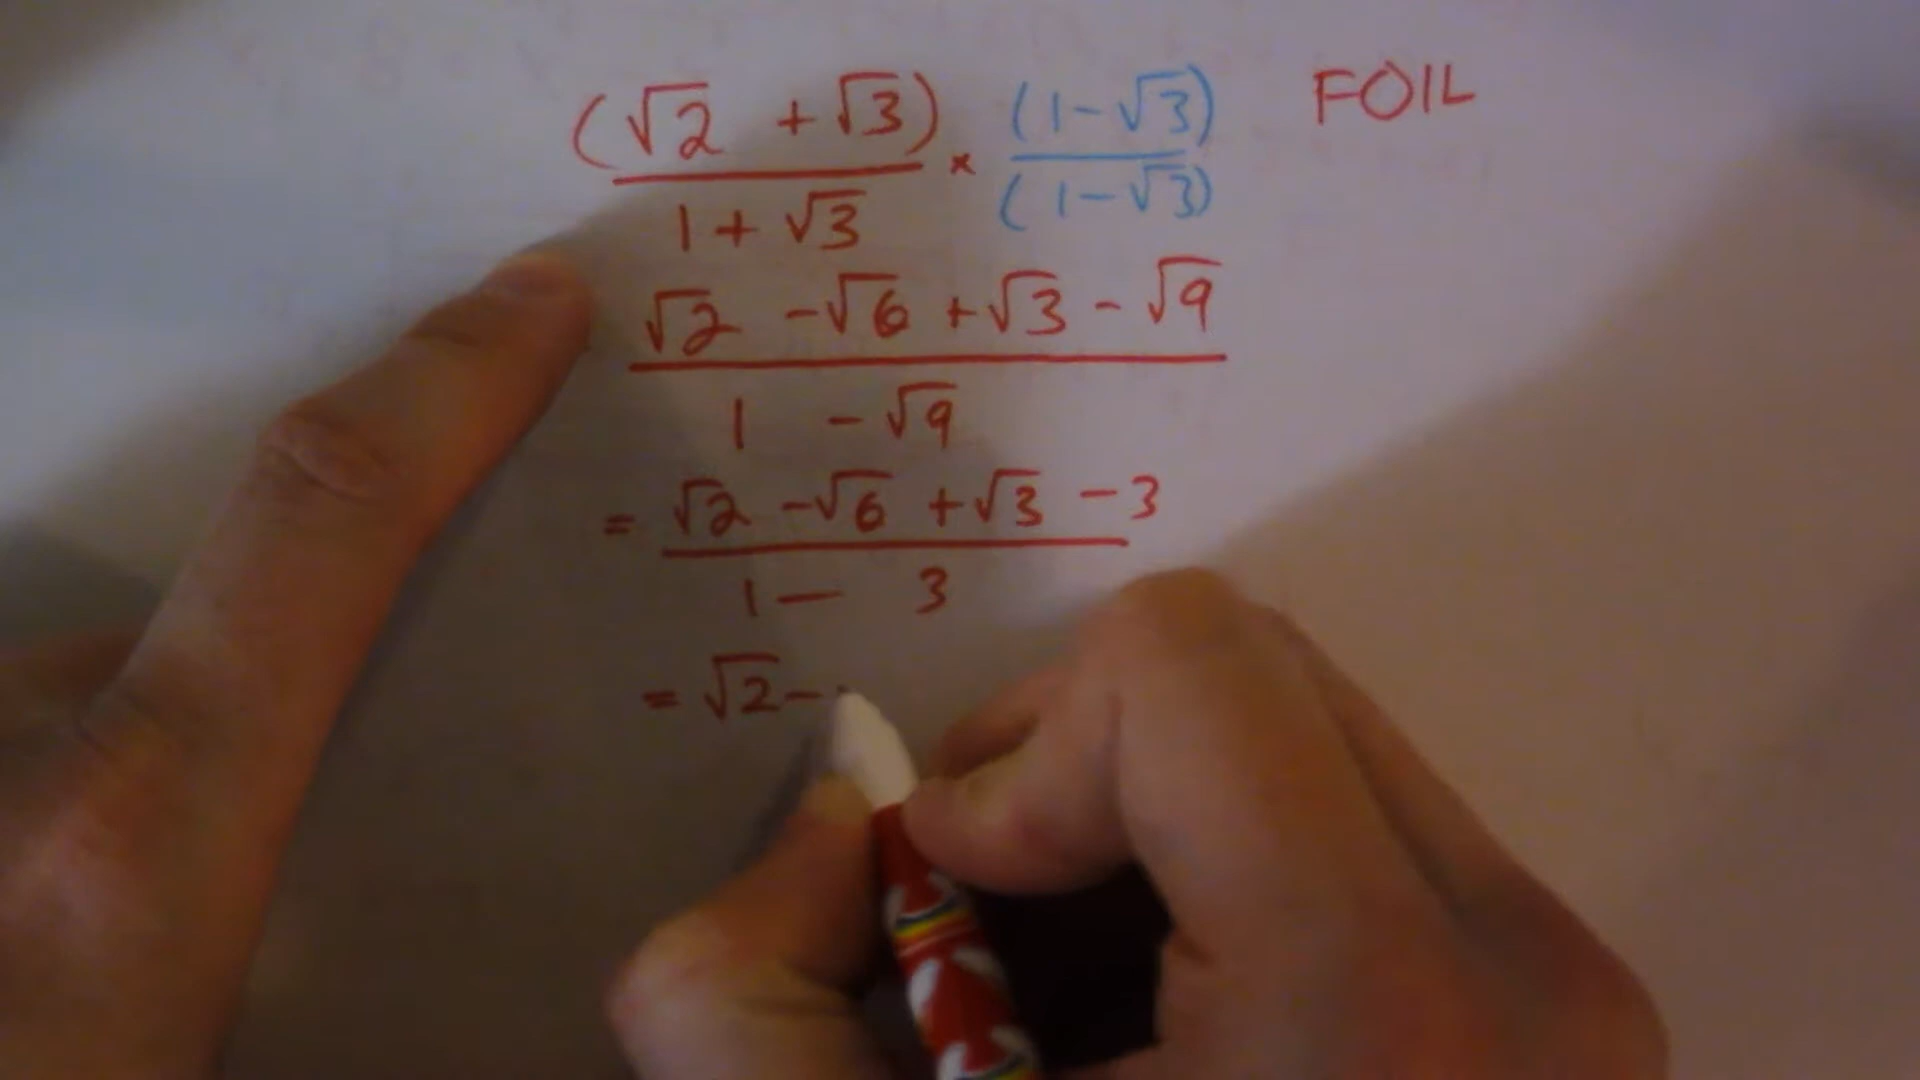 (√2 + √3) × (1 - √3) FOIL
1 + √3 (1 - √3)
√2 - √6 + √3 - √9
1 - √9
= √2 - √6 + √3 - 3
1 - 3
= √2 -